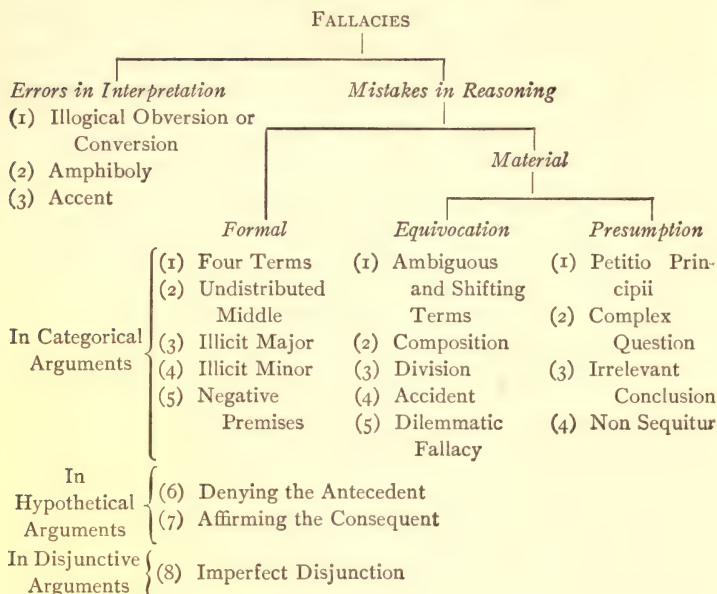 FALLACIES
Errors in Interpretation
(1) Illogical Obversion or
Conversion
(2) Amphiboly
(3) Accent
Mistakes in Reasoning
Material
Formal
In Categorical
Arguments
(1) Four Terms
(2) Undistributed
Middle
(3) Illicit Major
(4) Illicit Minor
(5) Negative
Premises
Equivocation
(1) Ambiguous
and Shifting
Terms
(2) Composition
(3) Division
(4) Accident
(5) Dilemmatic
Fallacy
Presumption
(1) Petitio Prin-
cipii
(2) Complex
Question
(3) Irrelevant
Conclusion
(4) Non Sequitur
In
Hypothetical
Arguments
(6) Denying the Antecedent
(7) Affirming the Consequent
In Disjunctive
Arguments
(8) Imperfect Disjunction